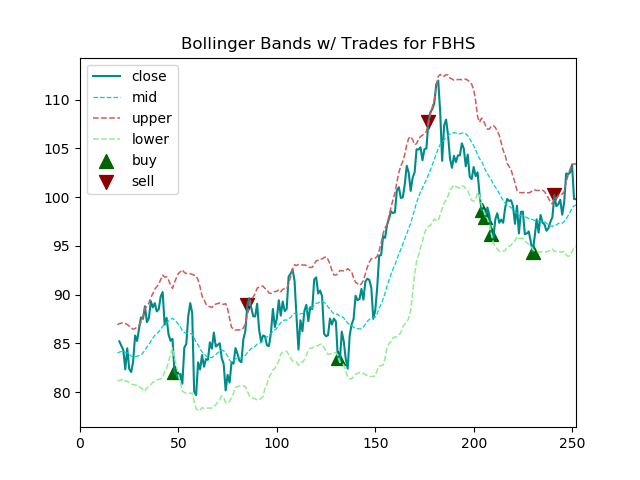 Bollinger Bands w/ Trades for FBHS
close
mid
upper
lower
buy
sell
110
105
100
95
90
85
80
0 50 100 150 200 250